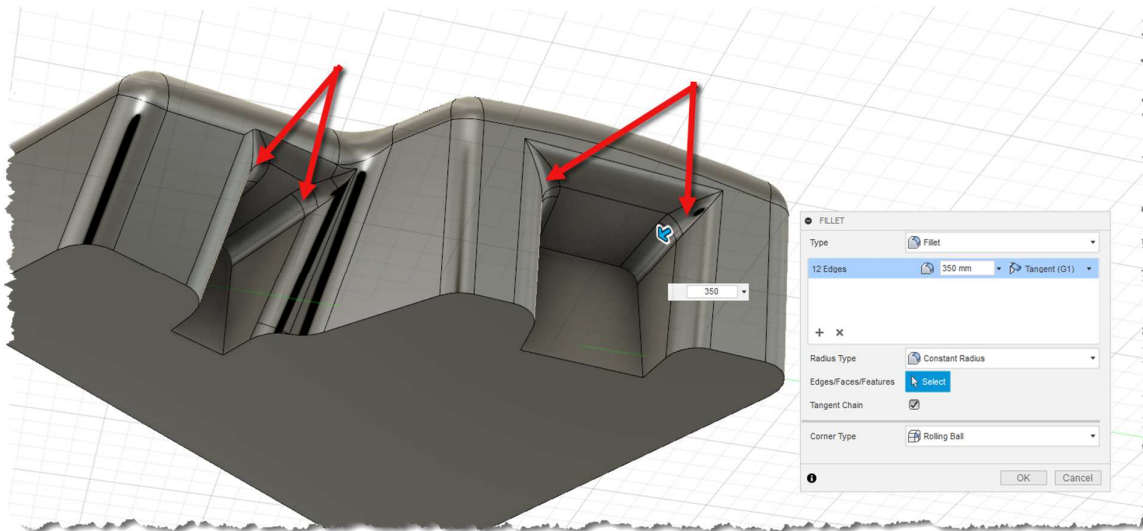 FILLET
Type Fillet
12 Edges 350 mm Tangent (G1)
350
Radius Type Constant Radius
Edges/Faces/Features Select
Tangent Chain
Corner Type Rolling Ball
OK Cancel